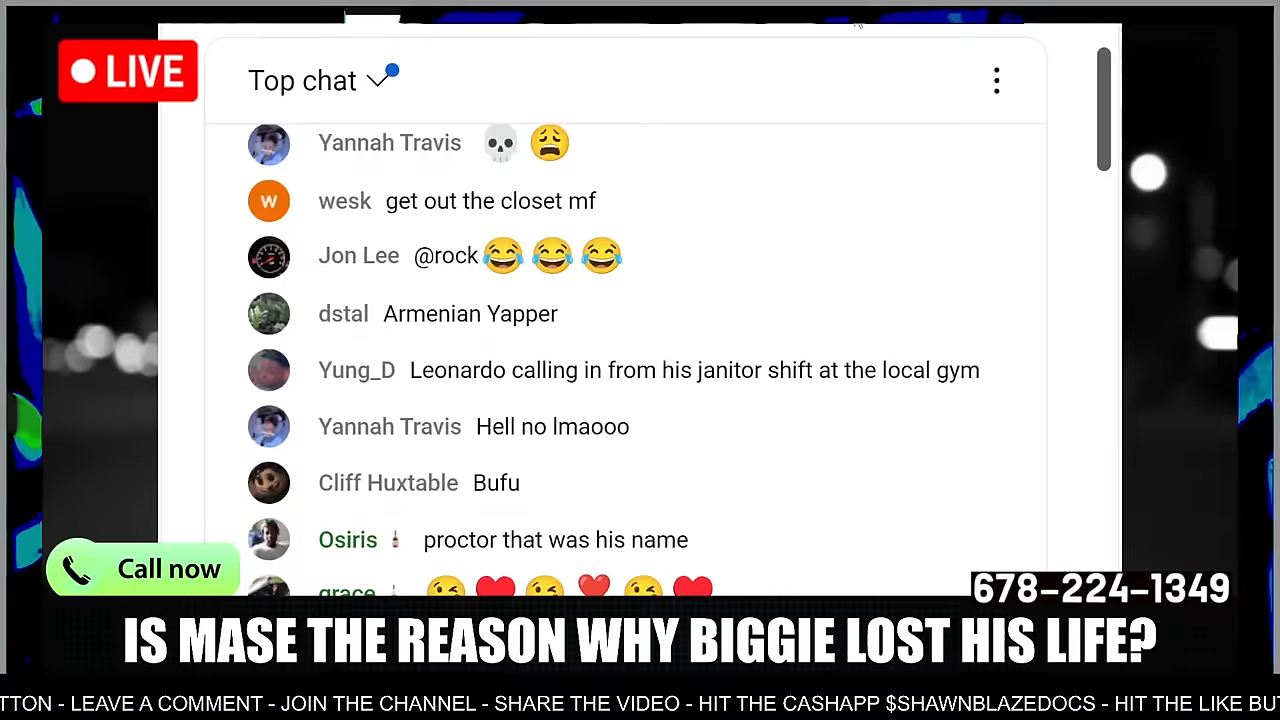 LIVE
Top chat
Yannah Travis 💀 😩
W
wesk get out the closet mf
Jon Lee @rock 😂 😂 😂
dstal Armenian Yapper
Yung_D Leonardo calling in from his janitor shift at the local gym
Yannah Travis Hell no lmaooo
Cliff Huxtable Bufu
Osiris proctor that was his name
grace 😉 ❤️ 😉 ❤️ 😉 ❤️
Call now
678-224-1349
IS MASE THE REASON WHY BIGGIE LOST HIS LIFE?
TTON - LEAVE A COMMENT - JOIN THE CHANNEL - SHARE THE VIDEO - HIT THE CASHAPP $SHAWNBLAZEDOCS - HIT THE LIKE BU